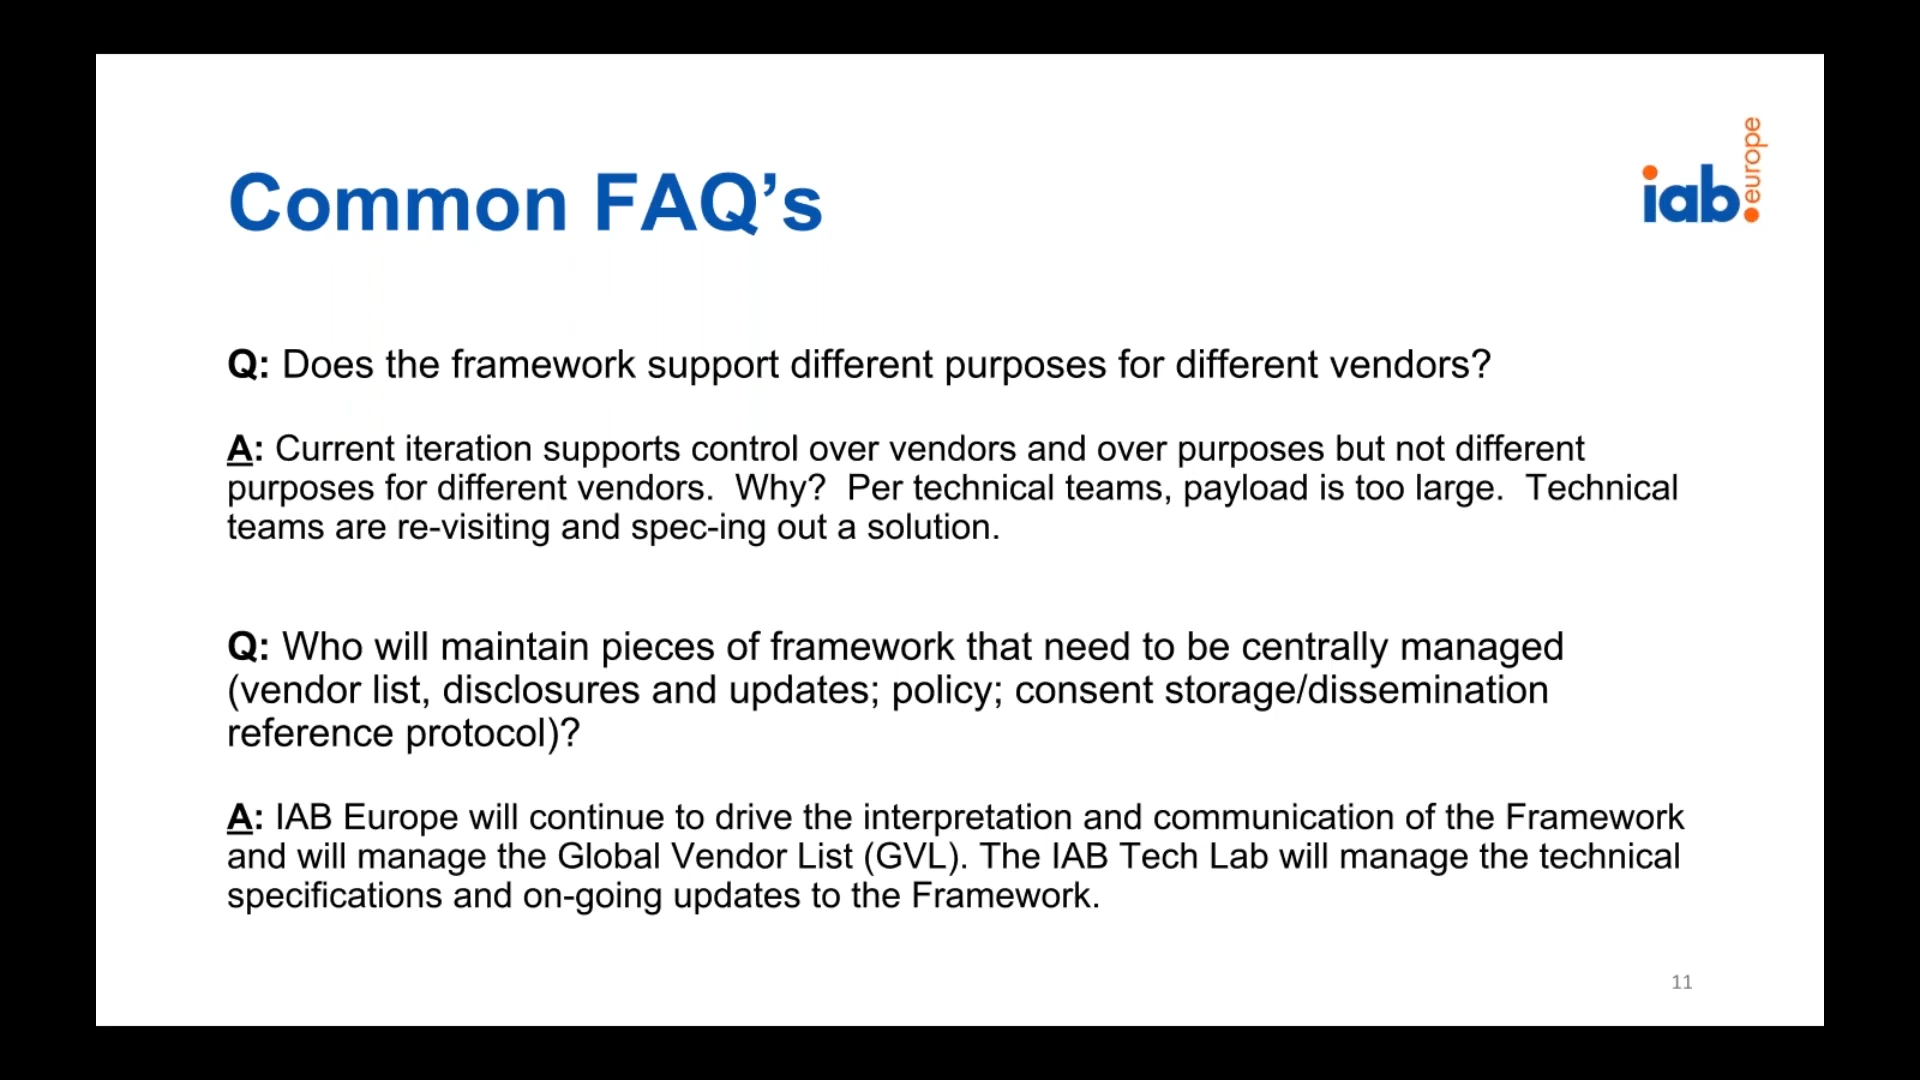 Common FAQ’s
iab europe
Q: Does the framework support different purposes for different vendors?
A: Current iteration supports control over vendors and over purposes but not different
purposes for different vendors.  Why?  Per technical teams, payload is too large.  Technical
teams are re-visiting and spec-ing out a solution.
Q: Who will maintain pieces of framework that need to be centrally managed
(vendor list, disclosures and updates; policy; consent storage/dissemination
reference protocol)?
A: IAB Europe will continue to drive the interpretation and communication of the Framework
and will manage the Global Vendor List (GVL). The IAB Tech Lab will manage the technical
specifications and on-going updates to the Framework.
11